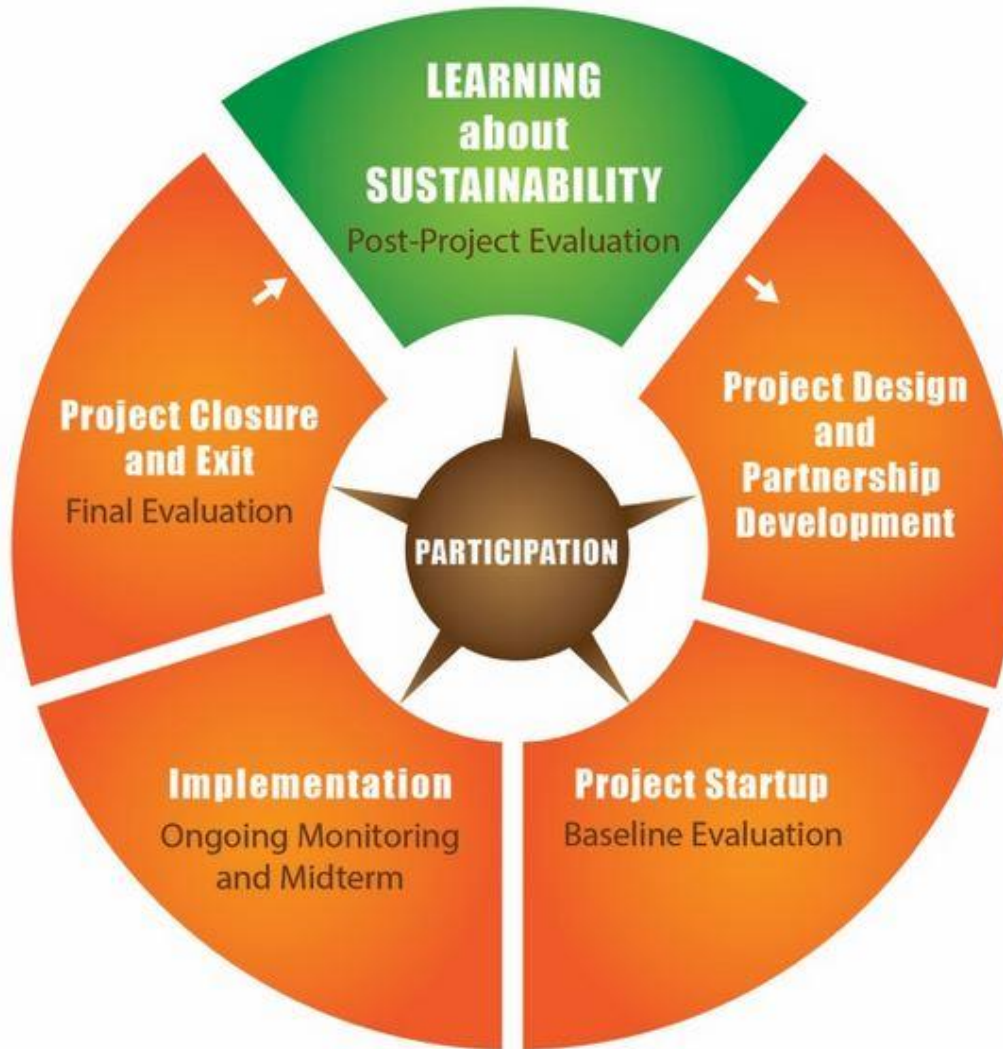 LEARNING
about
SUSTAINABILITY
Post-Project Evaluation
Project Design
and
Partnership
Development
Project Startup
Baseline Evaluation
Implementation
Ongoing Monitoring
and Midterm
Project Closure
and Exit
Final Evaluation
PARTICIPATION